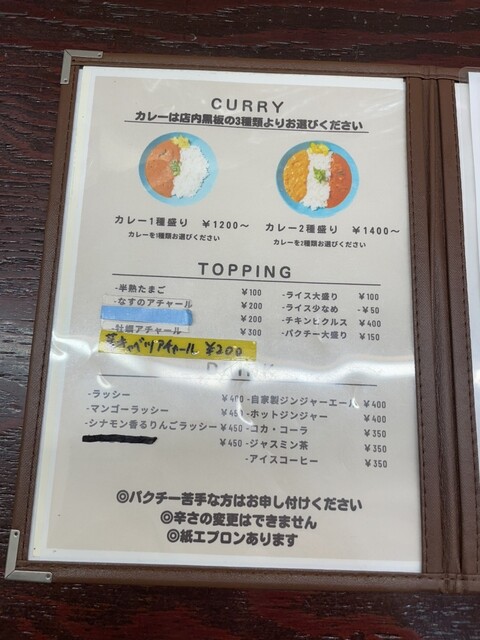 CURRY
カレーは店内黒板の3種類よりお選びください
カレー1種盛り ￥1200〜
カレーを1種類お選びください
カレー2種盛り ￥1400〜
カレーを2種類お選びください
TOPPING
-半熟たまご ￥100
-なすのアチャール ￥200
￥200
-牡蠣アチャール ￥300
キャベツアチャール ￥200
-ライス大盛り ￥100
-ライス少なめ -￥50
-チキンピクルス ￥400
-パクチー大盛り ￥150
DRINK
-ラッシー ￥400
-マンゴーラッシー ￥450
-シナモン香るりんごラッシー ￥450
￥450
-自家製ジンジャーエール ￥400
-ホットジンジャー ￥400
-コカ・コーラ ￥350
-ジャスミン茶 ￥350
-アイスコーヒー ￥350
◎パクチー苦手な方はお申し付けください
◎辛さの変更はできません
◎紙エプロンあります